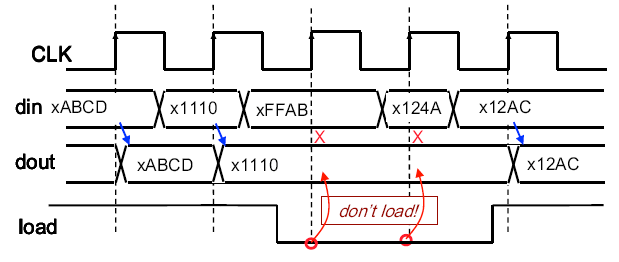 CLK
din xABCD x1110 xFFAB x124A x12AC
X X
dout xABCD x1110 x12AC
don't load!
load